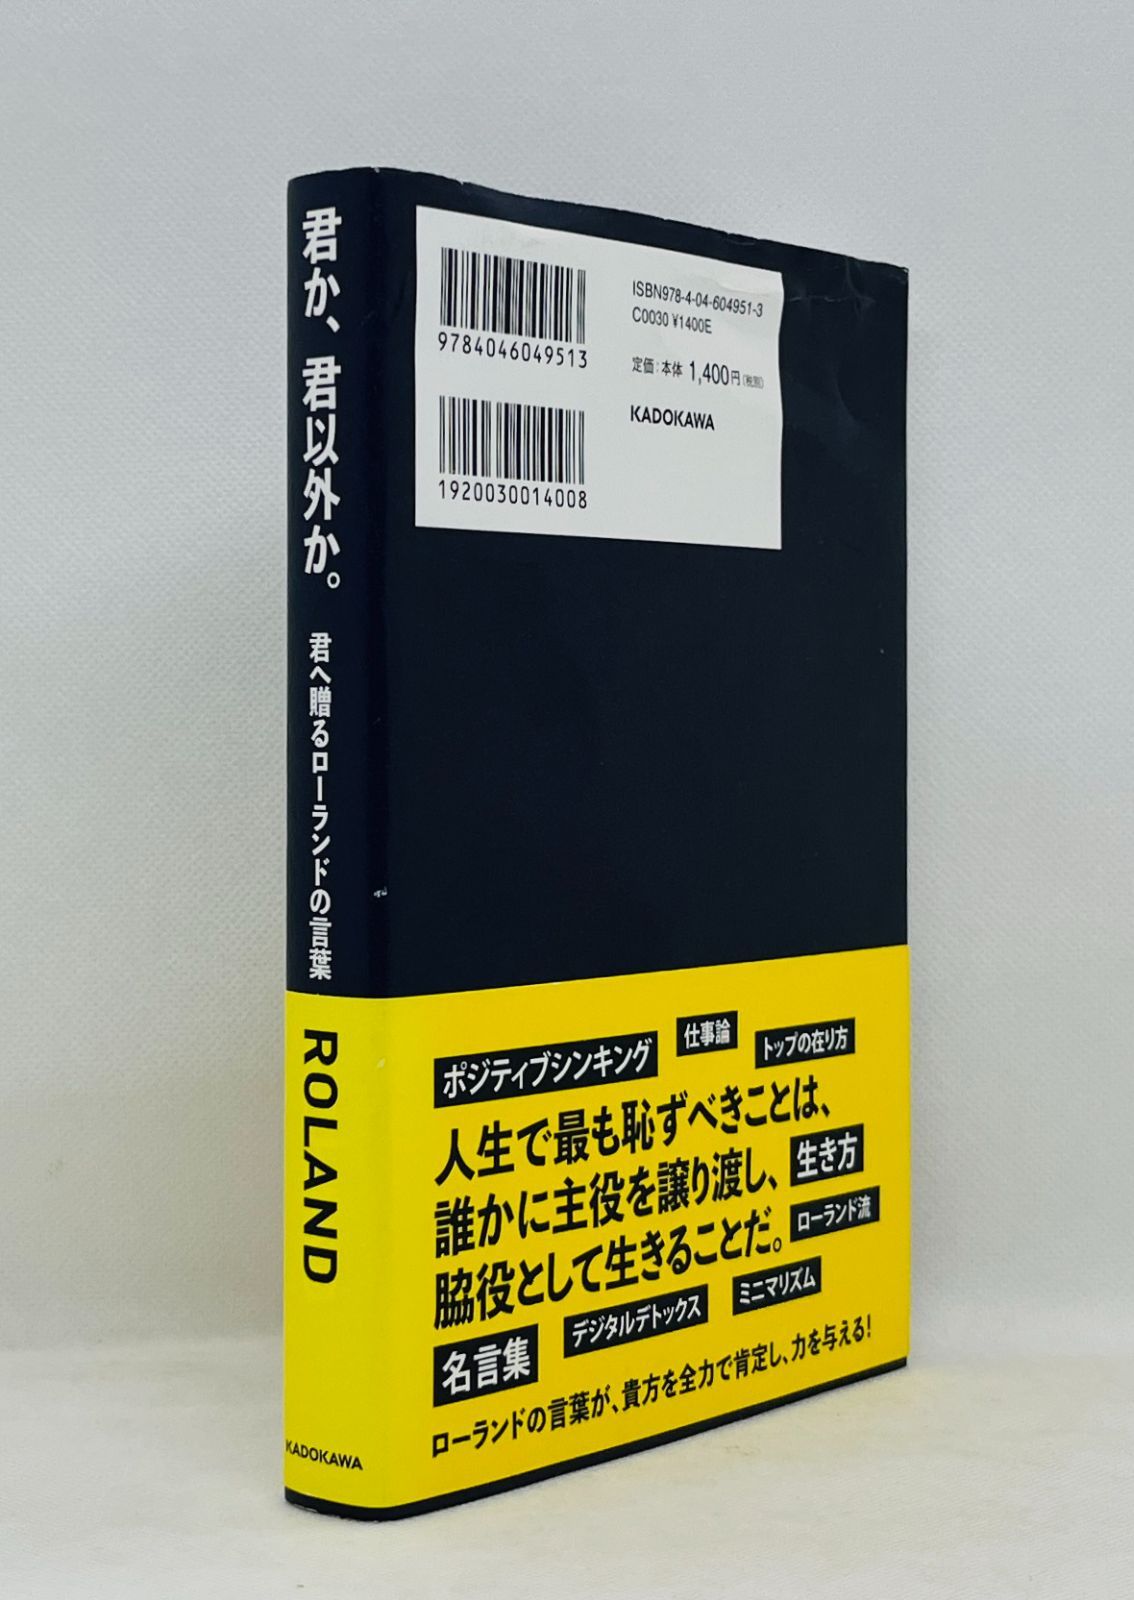 君か、君以外か。
君へ贈るローランドの言葉
ROLAND
KADOKAWA
9784046049513
1920030014008
ISBN978-4-04-604951-3
C0030 ¥1400E
定価：本体 1,400円(税別)
KADOKAWA
ポジティブシンキング
仕事論
トップの在り方
人生で最も恥ずべきことは、
誰かに主役を譲り渡し、
生き方
脇役として生きることだ。
ローランド流
名言集
デジタルデトックス
ミニマリズム
ローランドの言葉が、貴方を全力で肯定し、力を与える！